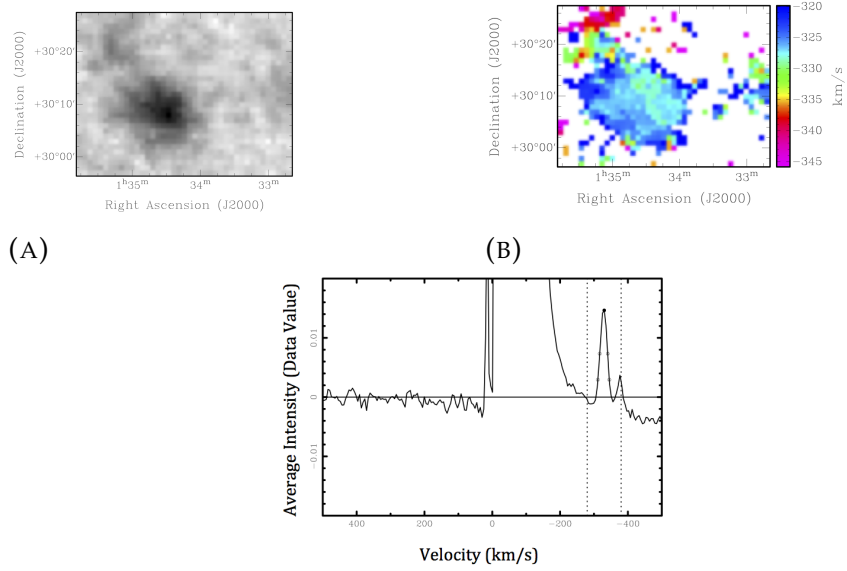 +30°20' +30°10' +30°00'
Declination (J2000)
1ʰ35ᵐ 34ᵐ 33ᵐ
Right Ascension (J2000)
+30°20' +30°10' +30°00'
Declination (J2000)
1ʰ35ᵐ 34ᵐ 33ᵐ
Right Ascension (J2000)
−320 −325 −330 −335 −340 −345
km/s
(A)
(B)
0.01 0 −0.01
Average Intensity (Data Value)
400 200 0 −200 −400
Velocity (km/s)